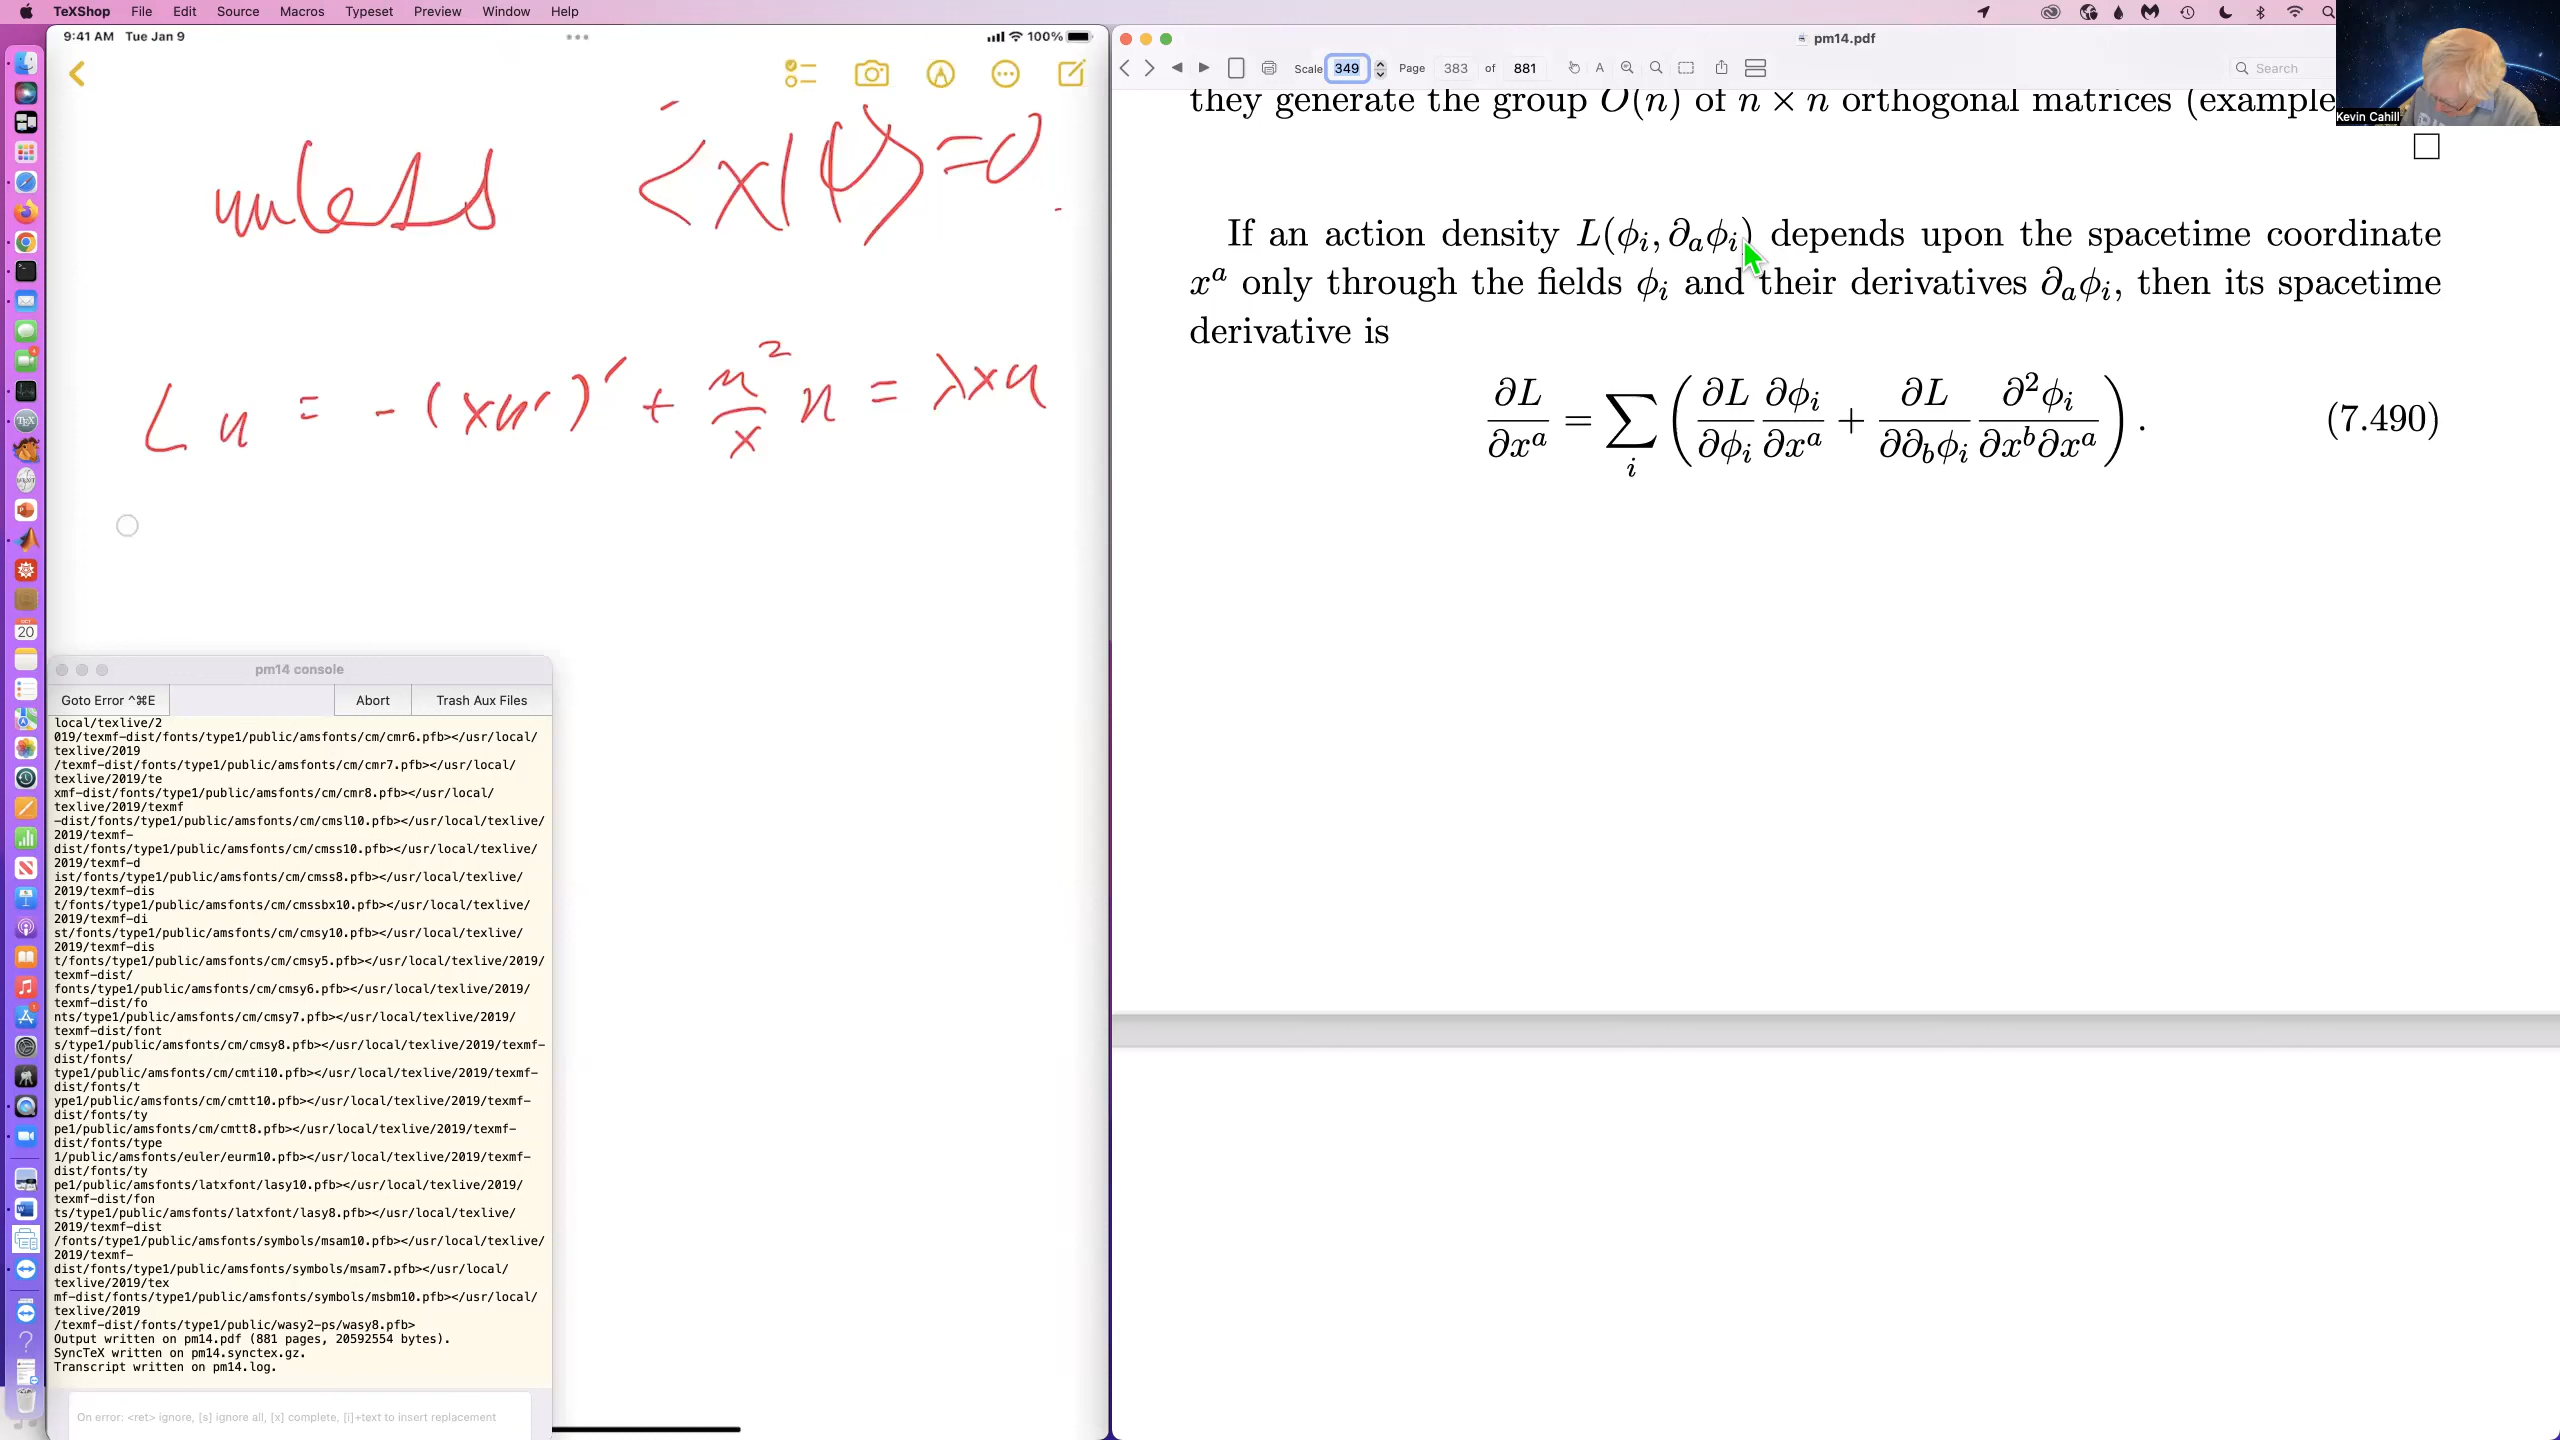 TeXShop File Edit Source Macros Typeset Preview Window Help
9:41 AM Tue Jan 9
100%
unless <x|ψ>=0.
L u = -(xu')' + n²/x u = λxu
pm14 console
Goto Error ^⌘E Abort Trash Aux Files
local/texlive/2
019/texmf-dist/fonts/type1/public/amsfonts/cm/cmr6.pfb></usr/local/
texlive/2019
/texmf-dist/fonts/type1/public/amsfonts/cm/cmr7.pfb></usr/local/
texlive/2019/te
xmf-dist/fonts/type1/public/amsfonts/cm/cmr8.pfb></usr/local/
texlive/2019/texmf
-dist/fonts/type1/public/amsfonts/cm/cmsl10.pfb></usr/local/texlive/
2019/texmf-
dist/fonts/type1/public/amsfonts/cm/cmss10.pfb></usr/local/texlive/
2019/texmf-d
ist/fonts/type1/public/amsfonts/cm/cmss8.pfb></usr/local/texlive/
2019/texmf-dis
t/fonts/type1/public/amsfonts/cm/cmssbx10.pfb></usr/local/texlive/
2019/texmf-di
st/fonts/type1/public/amsfonts/cm/cmsy10.pfb></usr/local/texlive/
2019/texmf-dis
t/fonts/type1/public/amsfonts/cm/cmsy5.pfb></usr/local/texlive/2019/
texmf-dist/
fonts/type1/public/amsfonts/cm/cmsy6.pfb></usr/local/texlive/2019/
texmf-dist/fo
nts/type1/public/amsfonts/cm/cmsy7.pfb></usr/local/texlive/2019/
texmf-dist/font
s/type1/public/amsfonts/cm/cmsy8.pfb></usr/local/texlive/2019/texmf-
dist/fonts/
type1/public/amsfonts/cm/cmti10.pfb></usr/local/texlive/2019/texmf-
dist/fonts/t
ype1/public/amsfonts/cm/cmtt10.pfb></usr/local/texlive/2019/texmf-
dist/fonts/ty
pe1/public/amsfonts/cm/cmtt8.pfb></usr/local/texlive/2019/texmf-
dist/fonts/type
1/public/amsfonts/euler/eurm10.pfb></usr/local/texlive/2019/texmf-
dist/fonts/ty
pe1/public/amsfonts/latxfont/lasy10.pfb></usr/local/texlive/2019/
texmf-dist/fon
ts/type1/public/amsfonts/latxfont/lasy8.pfb></usr/local/texlive/
2019/texmf-dist
/fonts/type1/public/amsfonts/symbols/msam10.pfb></usr/local/texlive/
2019/texmf-
dist/fonts/type1/public/amsfonts/symbols/msam7.pfb></usr/local/
texlive/2019/tex
mf-dist/fonts/type1/public/amsfonts/symbols/msbm10.pfb></usr/local/
texlive/2019
/texmf-dist/fonts/type1/public/wasy2-ps/wasy8.pfb>
Output written on pm14.pdf (881 pages, 20592554 bytes).
SyncTeX written on pm14.synctex.gz.
Transcript written on pm14.log.
On error: <ret> ignore, [s] ignore all, [x] complete, [i]+text to insert replacement
pm14.pdf
Scale 349 Page 383 of 881 Search
Kevin Cahill
they generate the group O(n) of n × n orthogonal matrices (example
□
If an action density L(ϕᵢ, ∂ₐϕᵢ) depends upon the spacetime coordinate
xᵃ only through the fields ϕᵢ and their derivatives ∂ₐϕᵢ, then its spacetime
derivative is
∂L/∂xᵃ = ∑ᵢ (∂L/∂ϕᵢ ∂ϕᵢ/∂xᵃ + ∂L/∂∂_bϕᵢ ∂²ϕᵢ/∂xᵇ∂xᵃ). (7.490)